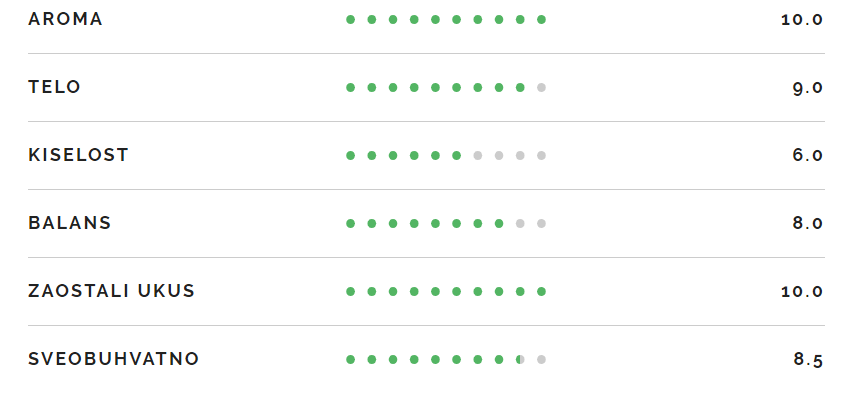 AROMA 10.0
TELO 9.0
KISELOST 6.0
BALANS 8.0
ZAOSTALI UKUS 10.0
SVEOBUHVATNO 8.5